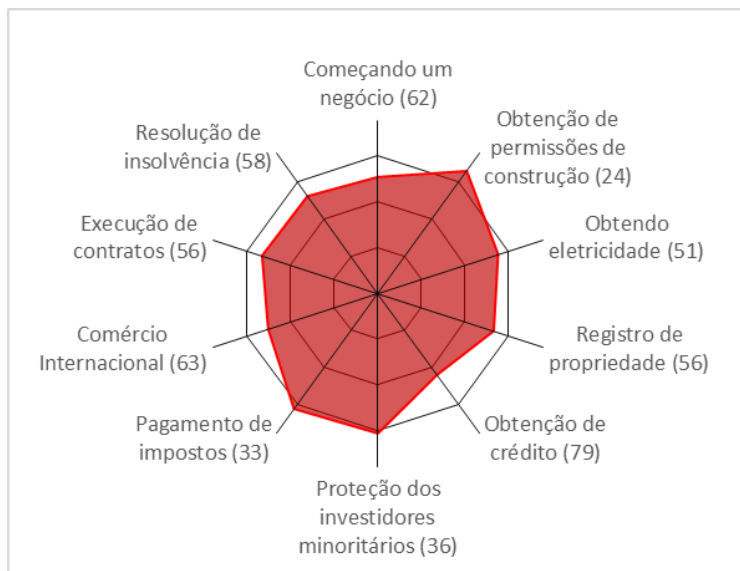 Começando um
negócio (62)
Obtenção de
permissões de
construção (24)
Obtendo
eletricidade (51)
Registro de
propriedade (56)
Obtenção de
crédito (79)
Proteção dos
investidores
minoritários (36)
Pagamento de
impostos (33)
Comércio
Internacional (63)
Execução de
contratos (56)
Resolução de
insolvência (58)